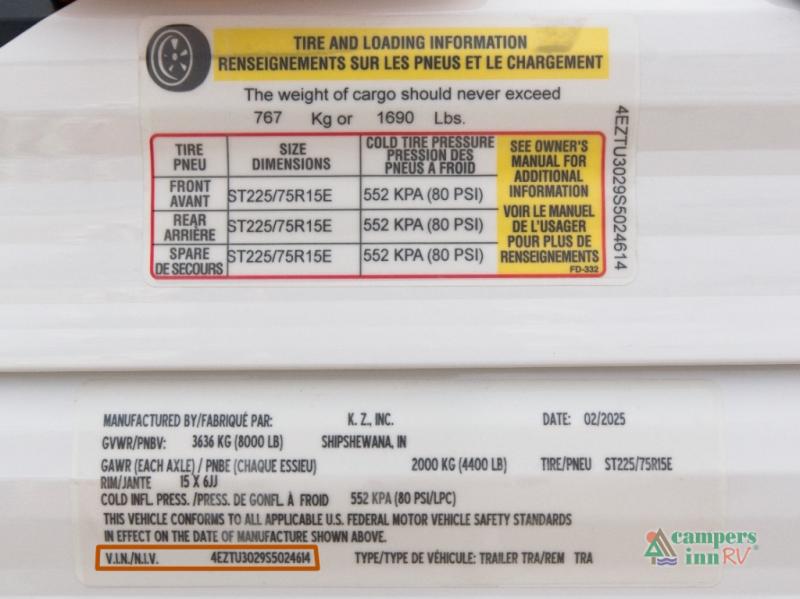 TIRE AND LOADING INFORMATION
RENSEIGNEMENTS SUR LES PNEUS ET LE CHARGEMENT
The weight of cargo should never exceed
767 Kg or 1690 Lbs.
TIRE PNEU SIZE DIMENSIONS COLD TIRE PRESSURE PRESSION DES PNEUS À FROID
FRONT AVANT ST225/75R15E 552 KPA (80 PSI)
REAR ARRIÈRE ST225/75R15E 552 KPA (80 PSI)
SPARE DE SECOURS ST225/75R15E 552 KPA (80 PSI)
SEE OWNER'S
MANUAL FOR
ADDITIONAL
INFORMATION
VOIR LE MANUEL
DE L'USAGER
POUR PLUS DE
RENSEIGNEMENTS
FD-332
4EZTU3029S5024614
MANUFACTURED BY/FABRIQUÉ PAR: K. Z., INC. DATE: 02/2025
GVWR/PNBV: 3636 KG (8000 LB) SHIPSHEWANA, IN
GAWR (EACH AXLE) / PNBE (CHAQUE ESSIEU) 2000 KG (4400 LB) TIRE/PNEU ST225/75R15E
RIM/JANTE 15 X 6JJ
COLD INFL. PRESS. /PRESS. DE GONFL. À FROID 552 KPA (80 PSI/LPC)
THIS VEHICLE CONFORMS TO ALL APPLICABLE U.S. FEDERAL MOTOR VEHICLE SAFETY STANDARDS
IN EFFECT ON THE DATE OF MANUFACTURE SHOWN ABOVE.
V.I.N./N.I.V. 4EZTU3029S5024614 TYPE/TYPE DE VÉHICULE: TRAILER TRA/REM TRA
campers
inn RV